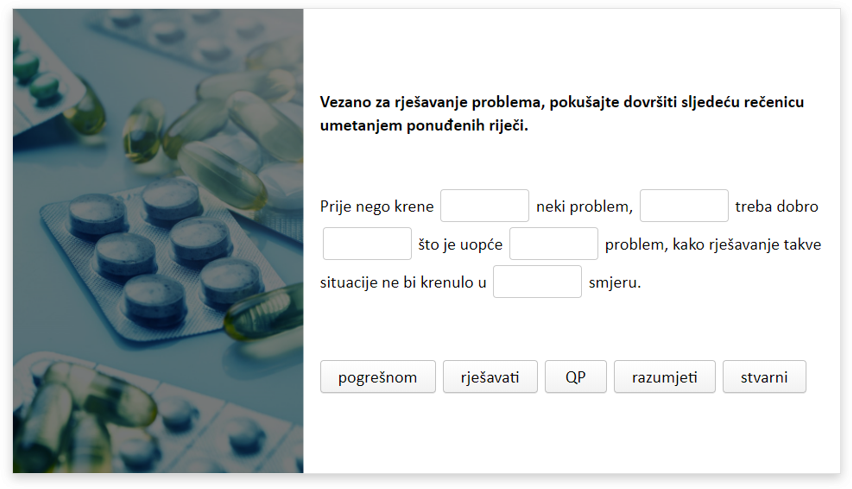 Vezano za rješavanje problema, pokušajte dovršiti sljedeću rečenicu
umetanjem ponuđenih riječi.
Prije nego krene neki problem, treba dobro
što je uopće problem, kako rješavanje takve
situacije ne bi krenulo u smjeru.
pogrešnom rješavati QP razumjeti stvarni